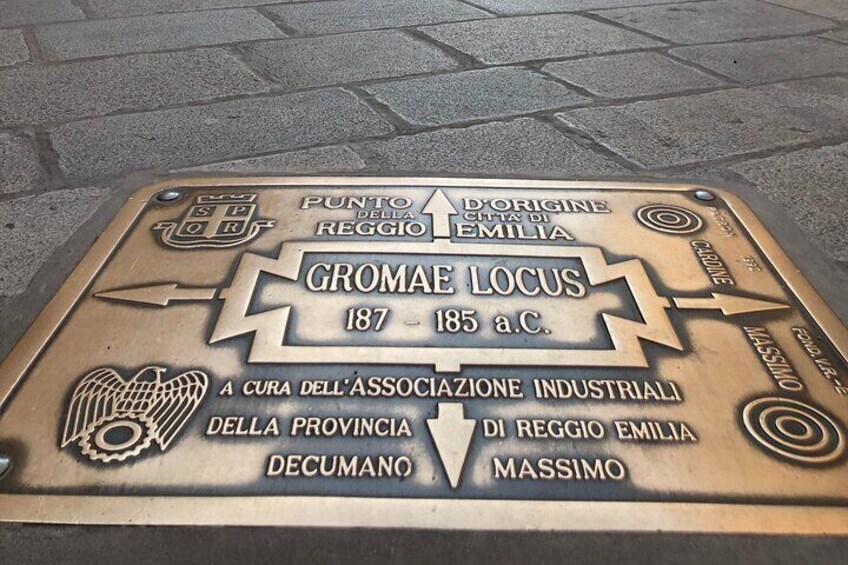 S P
Q R
PUNTO D'ORIGINE
DELLA CITTÀ DI
REGGIO EMILIA
GROMAE LOCUS
187 - 185 a.C.
CARDINE
MASSIMO
A CURA DELL'ASSOCIAZIONE INDUSTRIALI
DELLA PROVINCIA DI REGGIO EMILIA
DECUMANO MASSIMO